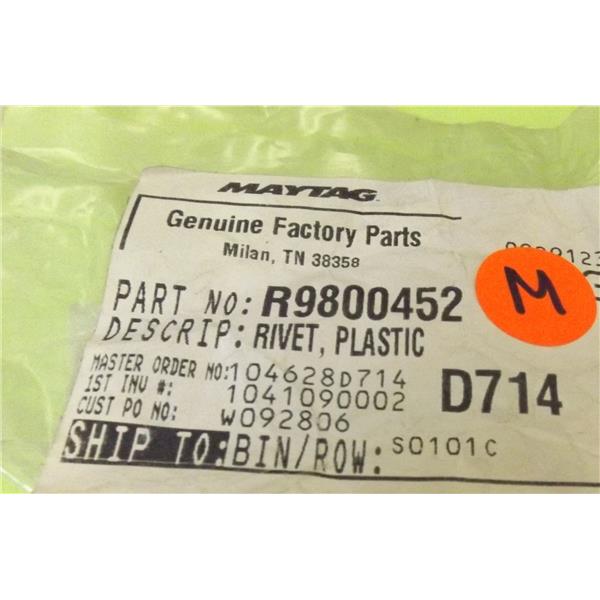 MAYTAG
Genuine Factory Parts
Milan, TN 38358
PART NO: R9800452
DESCRIP: RIVET, PLASTIC
MASTER ORDER NO: 104628D714
1ST INV #: 1041090002 D714
CUST PO NO: W092806
SHIP TO: BIN/ROW: S0101C
M